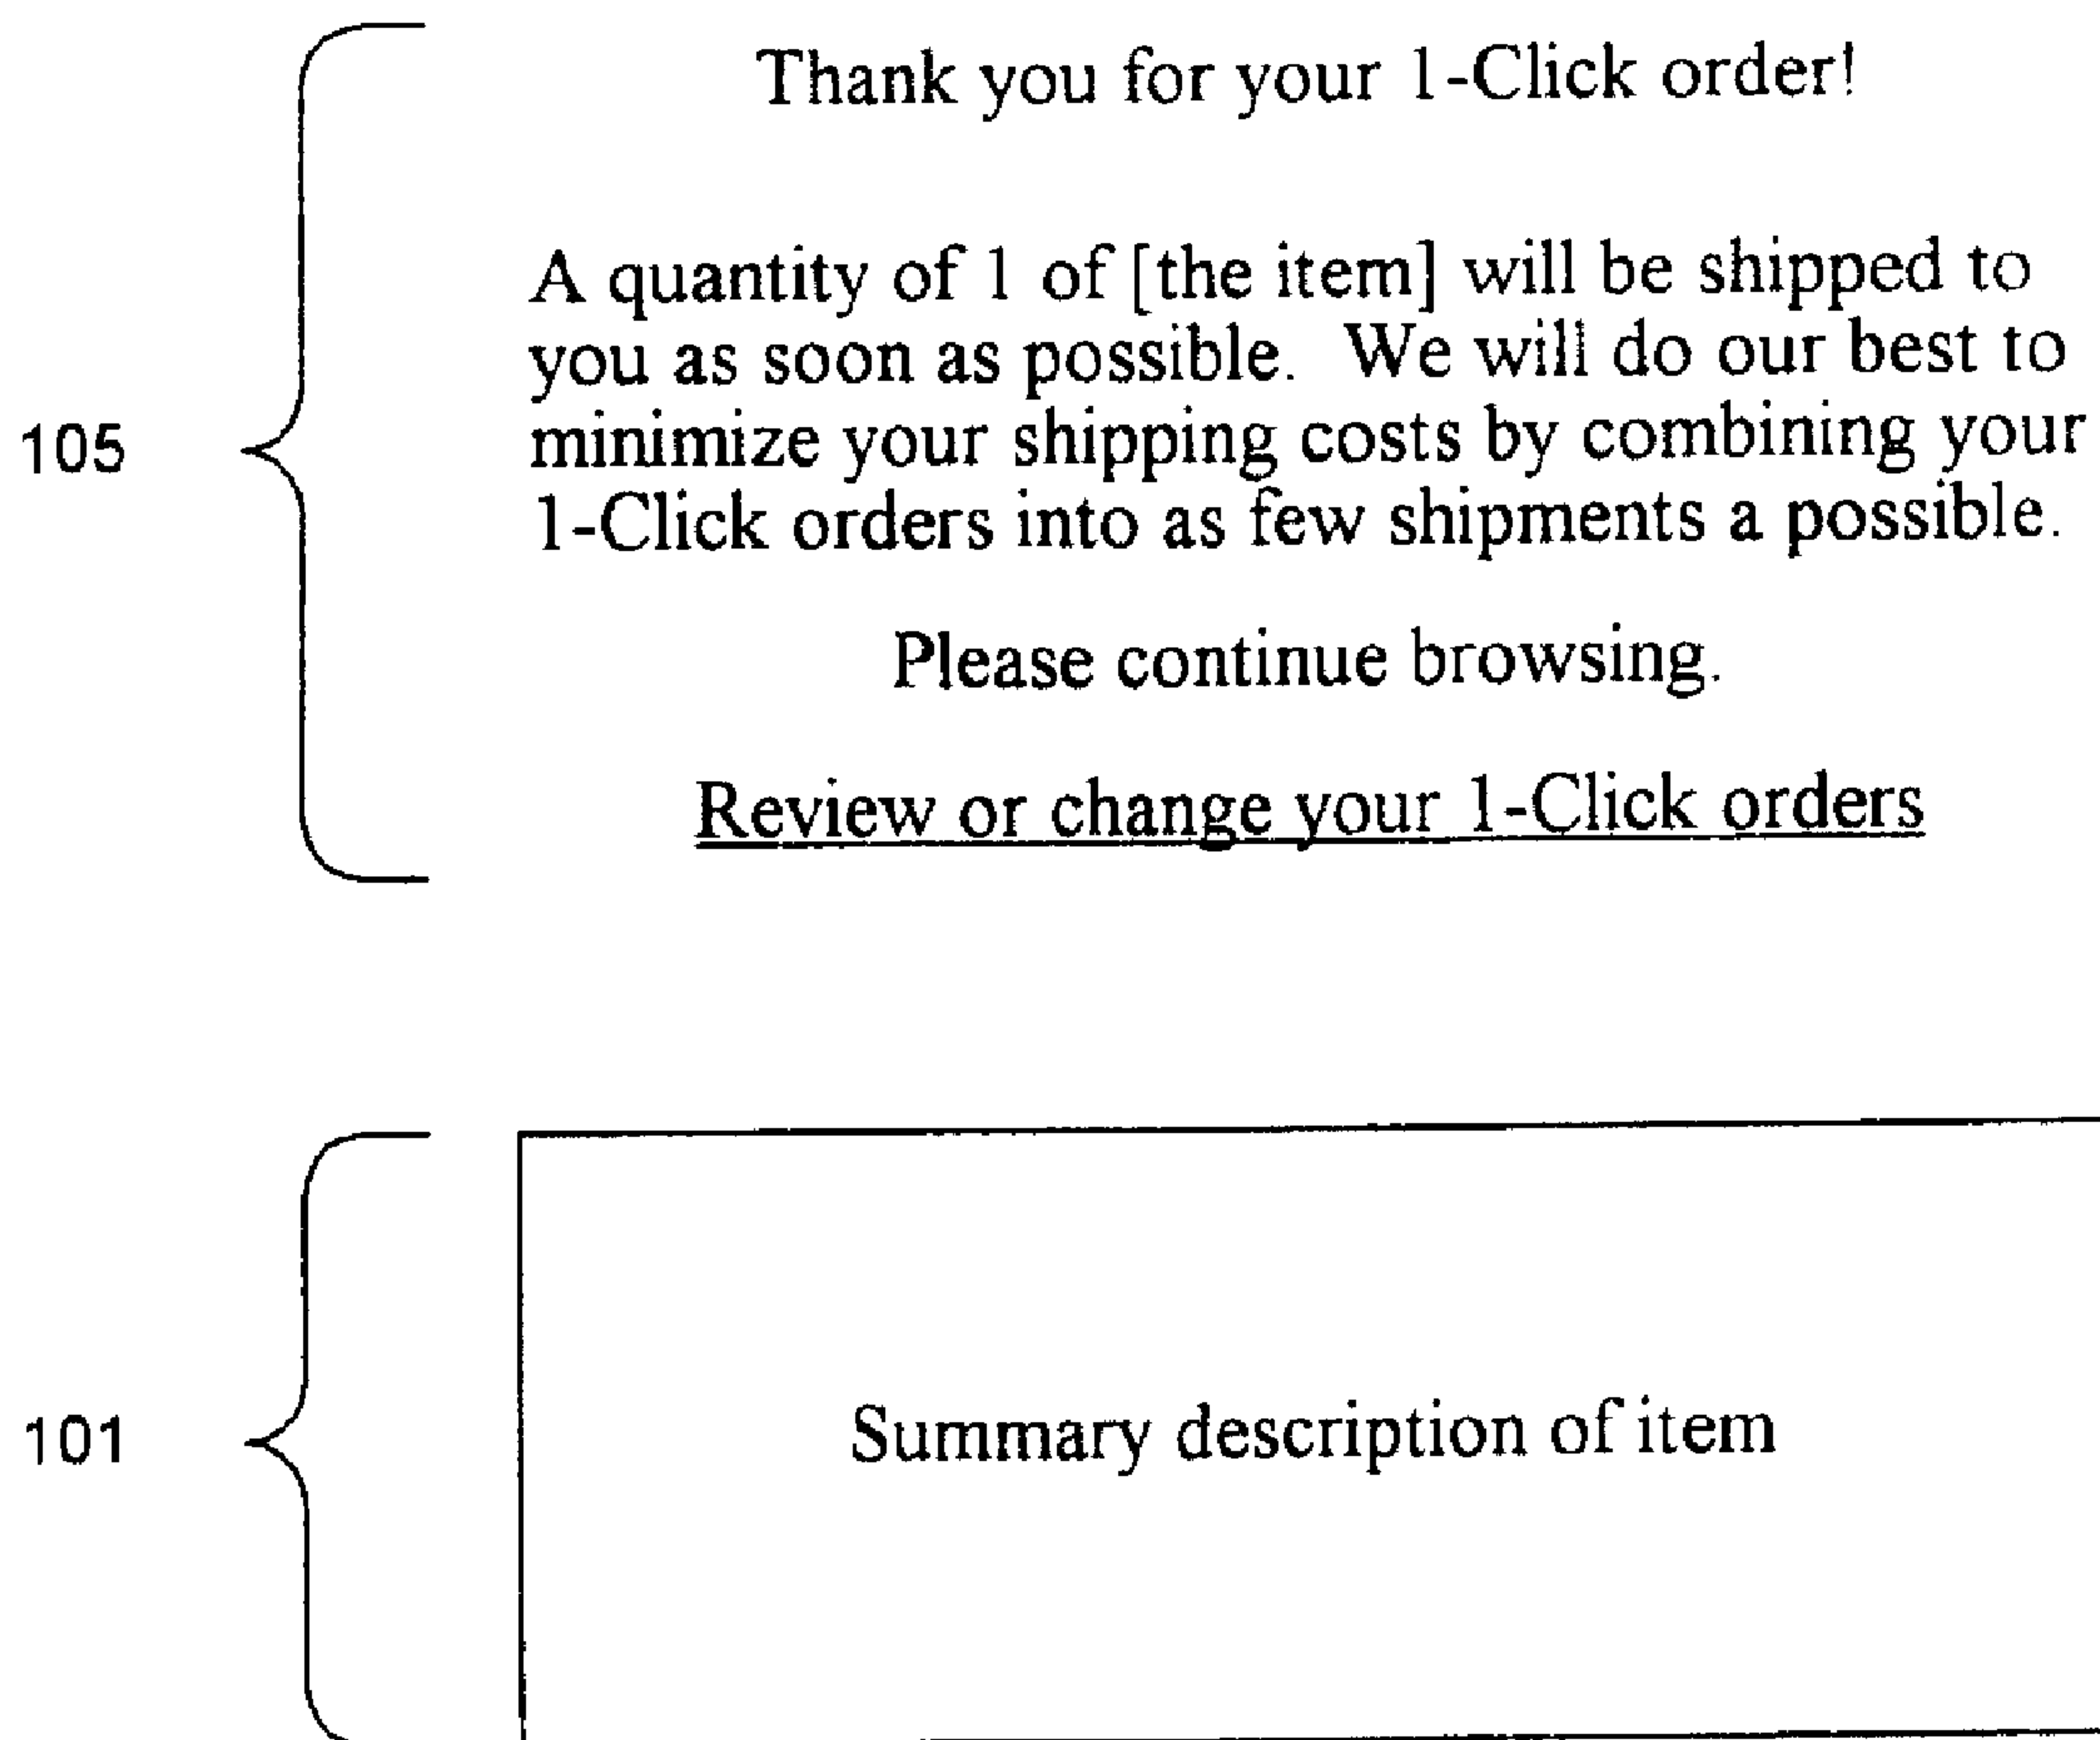 Thank you for your 1-Click order!
105
A quantity of 1 of [the item] will be shipped to
you as soon as possible. We will do our best to
minimize your shipping costs by combining your
1-Click orders into as few shipments a possible.
Please continue browsing.
Review or change your 1-Click orders
101
Summary description of item